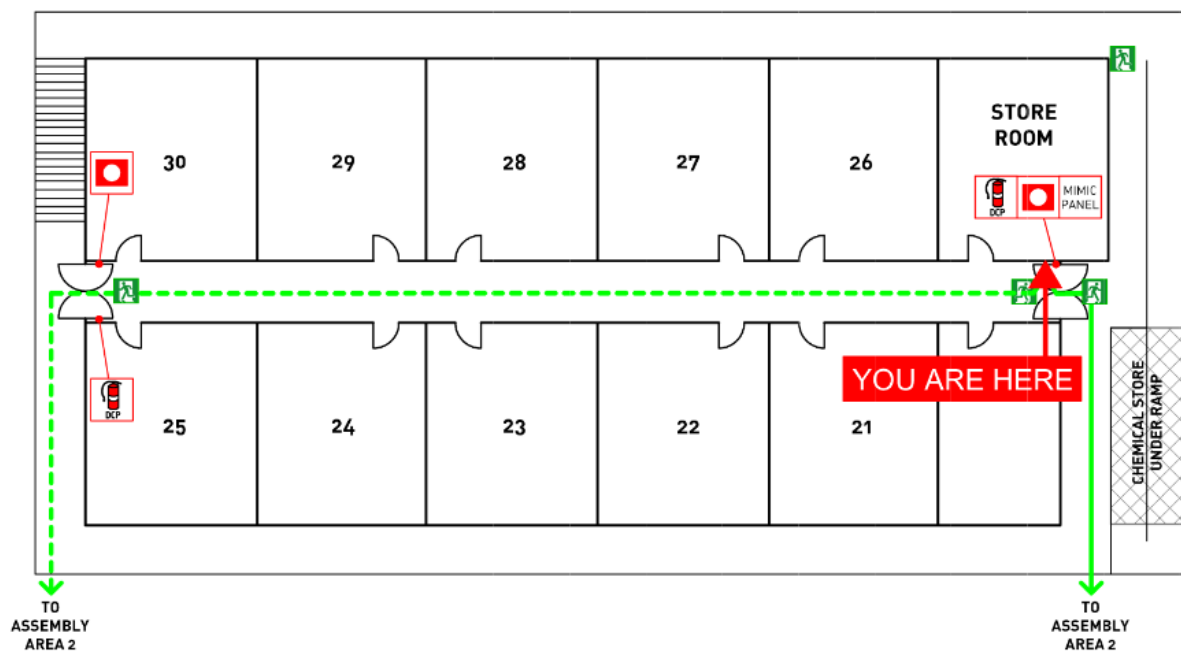 30
29
28
27
26
STORE
ROOM
DCP
MIMIC
PANEL
YOU ARE HERE
DCP
25
24
23
22
21
CHEMICAL STORE
UNDER RAMP
TO
ASSEMBLY
AREA 2
TO
ASSEMBLY
AREA 2